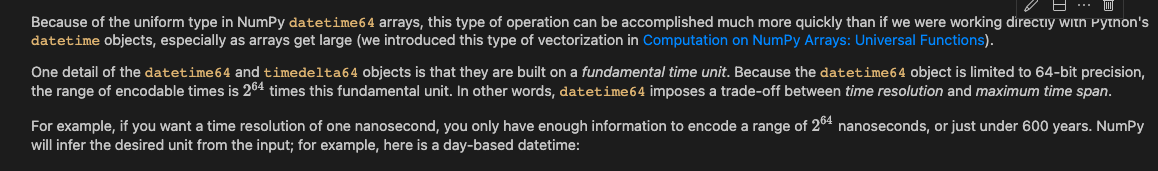 Because of the uniform type in NumPy datetime64 arrays, this type of operation can be accomplished much more quickly than if we were working directly with Python's
datetime objects, especially as arrays get large (we introduced this type of vectorization in Computation on NumPy Arrays: Universal Functions).
One detail of the datetime64 and timedelta64 objects is that they are built on a fundamental time unit. Because the datetime64 object is limited to 64-bit precision,
the range of encodable times is 2⁶⁴ times this fundamental unit. In other words, datetime64 imposes a trade-off between time resolution and maximum time span.
For example, if you want a time resolution of one nanosecond, you only have enough information to encode a range of 2⁶⁴ nanoseconds, or just under 600 years. NumPy
will infer the desired unit from the input; for example, here is a day-based datetime: